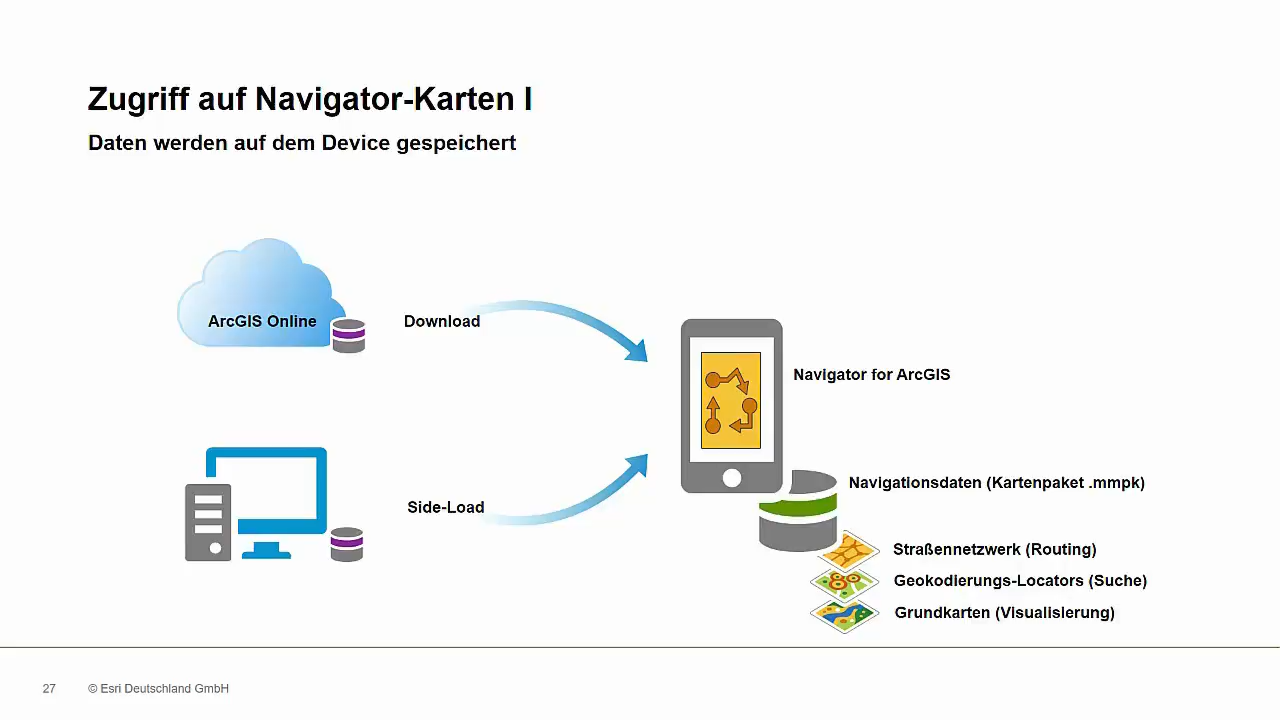 Zugriff auf Navigator-Karten I
Daten werden auf dem Device gespeichert
ArcGIS Online
Download
Navigator for ArcGIS
Side-Load
Navigationsdaten (Kartenpaket .mmpk)
Straßennetzwerk (Routing)
Geokodierungs-Locators (Suche)
Grundkarten (Visualisierung)
27
© Esri Deutschland GmbH